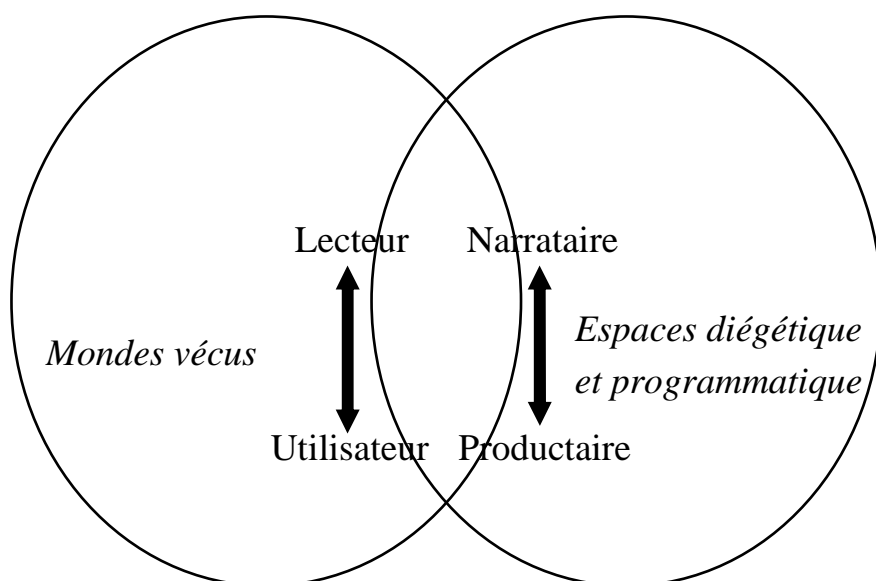 Lecteur
Narrataire
Mondes vécus
Espaces diégétique
et programmatique
Utilisateur
Productaire